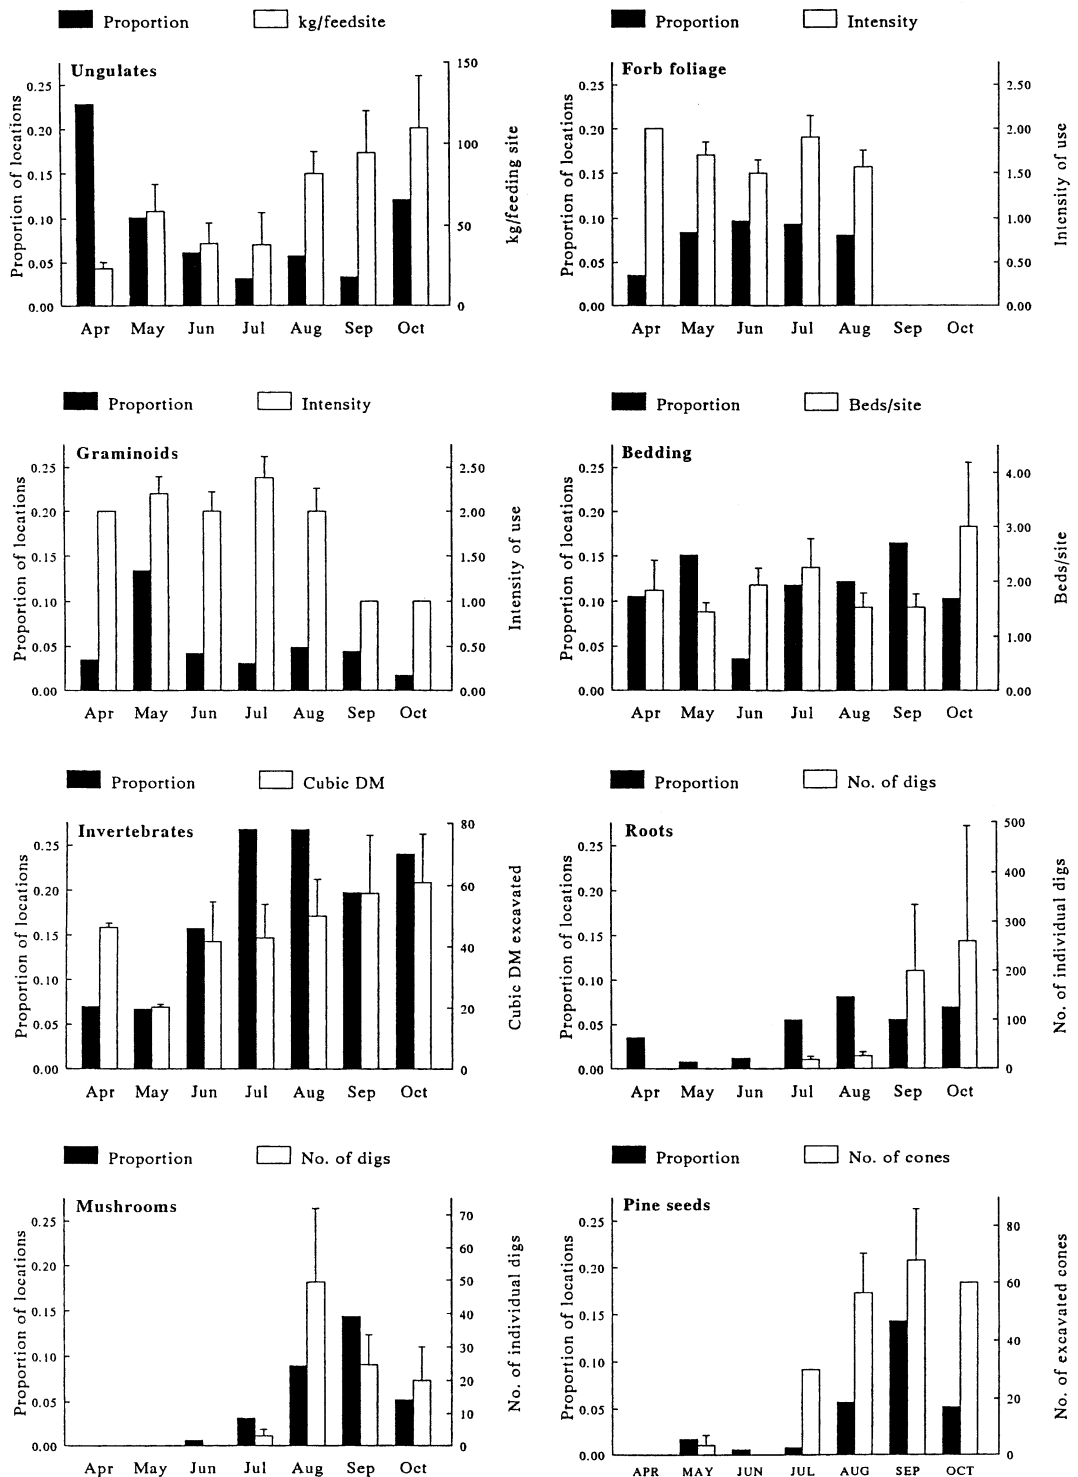 Proportion kg/feedsite
Ungulates
Proportion of locations
0.25
0.20
0.15
0.10
0.05
0.00
150
100
50
0
kg/feeding site
Apr May Jun Jul Aug Sep Oct
Proportion Intensity
Forb foliage
Proportion of locations
0.25
0.20
0.15
0.10
0.05
0.00
2.50
2.00
1.50
1.00
0.50
0.00
Intensity of use
Apr May Jun Jul Aug Sep Oct
Proportion Intensity
Graminoids
Proportion of locations
0.25
0.20
0.15
0.10
0.05
0.00
2.50
2.00
1.50
1.00
0.50
0.00
Intensity of use
Apr May Jun Jul Aug Sep Oct
Proportion Beds/site
Bedding
Proportion of locations
0.25
0.20
0.15
0.10
0.05
0.00
4.00
3.00
2.00
1.00
0.00
Beds/site
Apr May Jun Jul Aug Sep Oct
Proportion Cubic DM
Invertebrates
Proportion of locations
0.25
0.20
0.15
0.10
0.05
0.00
80
60
40
20
0
Cubic DM excavated
Apr May Jun Jul Aug Sep Oct
Proportion No. of digs
Roots
Proportion of locations
0.25
0.20
0.15
0.10
0.05
0.00
500
400
300
200
100
0
No. of individual digs
Apr May Jun Jul Aug Sep Oct
Proportion No. of digs
Mushrooms
Proportion of locations
0.25
0.20
0.15
0.10
0.05
0.00
70
60
50
40
30
20
10
0
No. of individual digs
Apr May Jun Jul Aug Sep Oct
Proportion No. of cones
Pine seeds
Proportion of locations
0.25
0.20
0.15
0.10
0.05
0.00
80
60
40
20
0
No. of excavated cones
APR MAY JUN JUL AUG SEP OCT